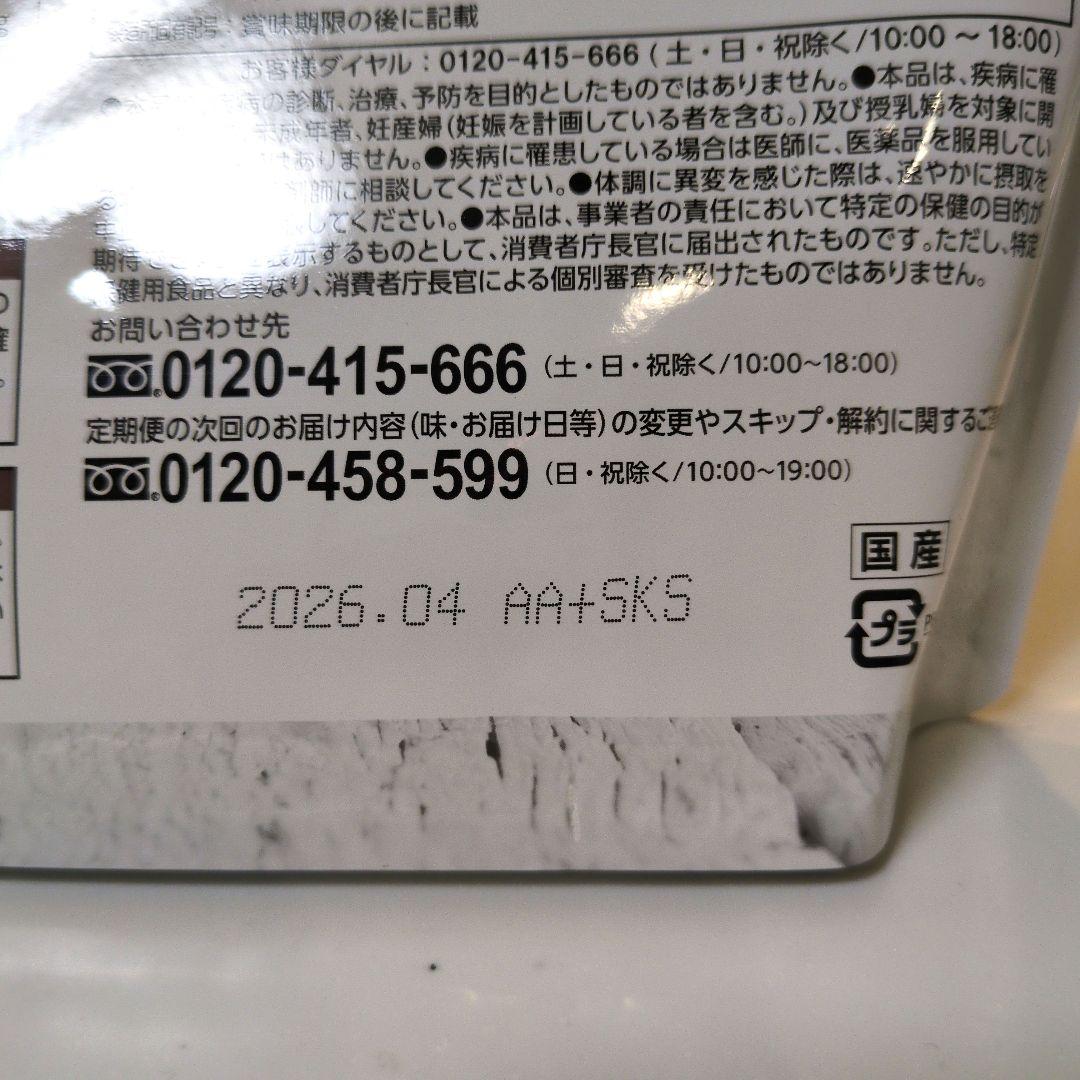 賞味期限の後に記載
お客様ダイヤル：0120-415-666（土・日・祝除く/10:00～18:00）
の診断、治療、予防を目的としたものではありません。●本品は、疾病に罹
成年者、妊産婦（妊娠を計画している者を含む。）及び授乳婦を対象に開
はありません。●疾病に罹患している場合は医師に、医薬品を服用してい
る 剤師に相談してください。●体調に異変を感じた際は、速やかに摂取を
してください。●本品は、事業者の責任において特定の保健の目的が
期待 表示するものとして、消費者庁長官に届出されたものです。ただし、特定
保健用食品と異なり、消費者庁長官による個別審査を受けたものではありません。
お問い合わせ先
0120-415-666（土・日・祝除く/10:00～18:00）
定期便の次回のお届け内容（味・お届け日等）の変更やスキップ・解約に関するご
0120-458-599（日・祝除く/10:00～19:00）
国産
2026.04 AA+SKS
プラ